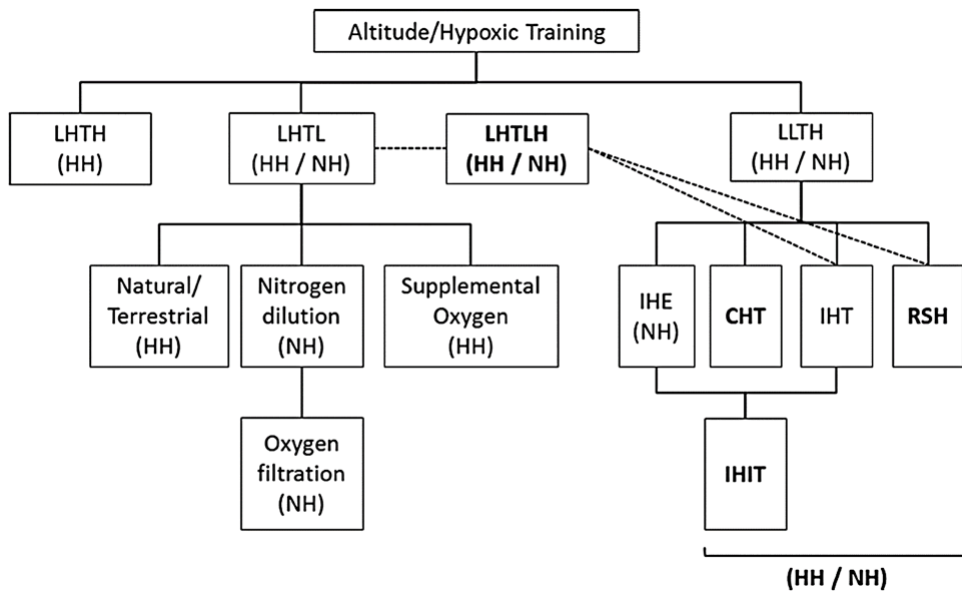 Altitude/Hypoxic Training
LHTH
(HH)
LHTL
(HH / NH)
LHTLH
(HH / NH)
LLTH
(HH / NH)
Natural/
Terrestrial
(HH)
Nitrogen
dilution
(NH)
Supplemental
Oxygen
(HH)
IHE
(NH)
CHT
IHT
RSH
Oxygen
filtration
(NH)
IHIT
(HH / NH)